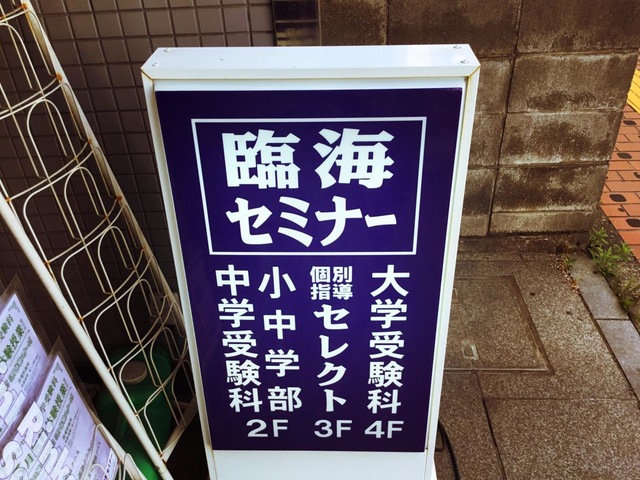 臨海
セミナー
大学受験科
4F
個別指導
セレクト
3F
小中学部
中学受験科
2F